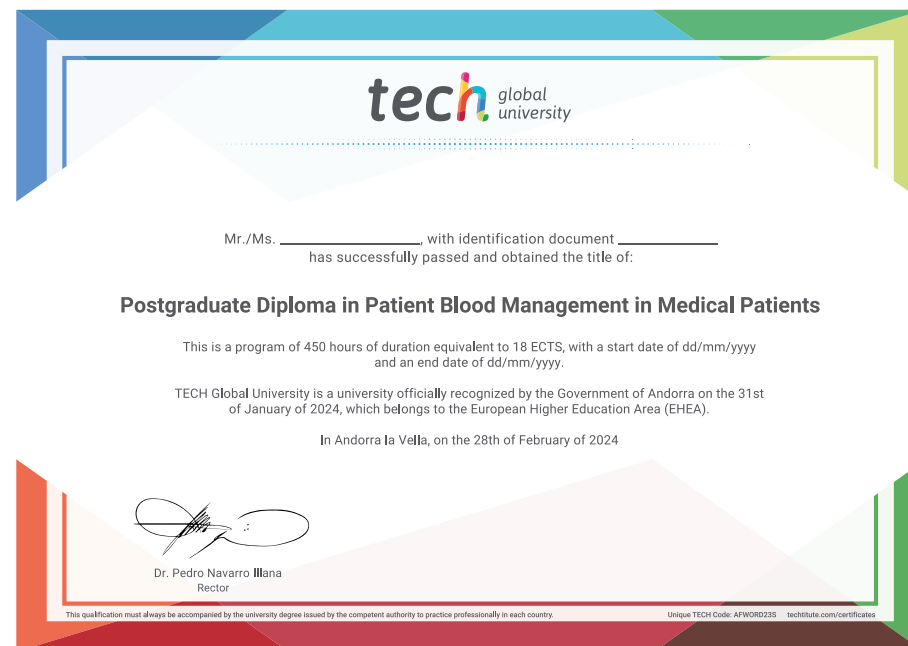 tech global
university
Mr./Ms. ____________________, with identification document ______________
has successfully passed and obtained the title of:
Postgraduate Diploma in Patient Blood Management in Medical Patients
This is a program of 450 hours of duration equivalent to 18 ECTS, with a start date of dd/mm/yyyy
and an end date of dd/mm/yyyy.
TECH Global University is a university officially recognized by the Government of Andorra on the 31st
of January of 2024, which belongs to the European Higher Education Area (EHEA).
In Andorra la Vella, on the 28th of February of 2024
Dr. Pedro Navarro Illana
Rector
This qualification must always be accompanied by the university degree issued by the competent authority to practice professionally in each country.
Unique TECH Code: AFWORD23S techtitute.com/certificates